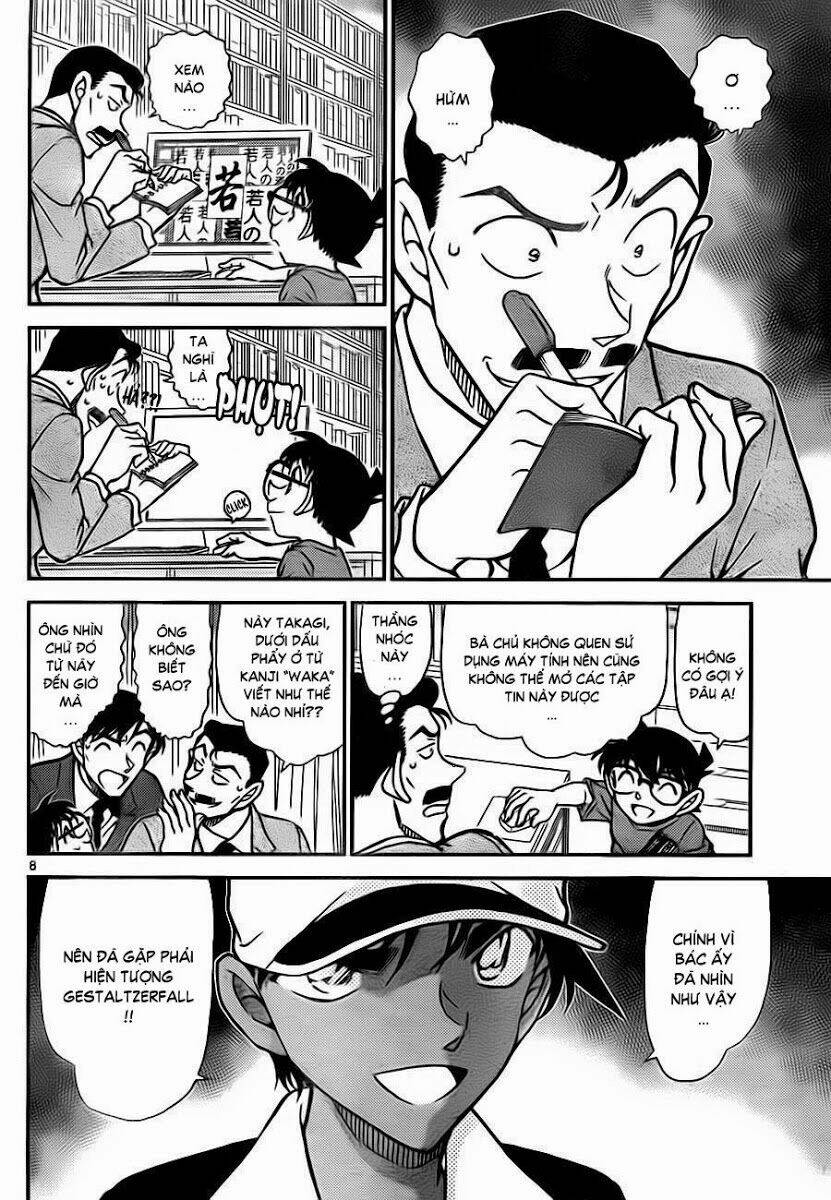 Ơ
...
HỪM
...
XEM
NÀO
...
若人の
若
若人の
若人
TA
NGHĨ
LÀ
...
PHỤT!
HẢ??!
CLICK
KHÔNG
CÓ GỢI Ý
ĐÂU Ạ!
BÀ CHỦ KHÔNG QUEN SỬ
DỤNG MÁY TÍNH NÊN CŨNG
KHÔNG THỂ MỞ CÁC TẬP
TIN NÀY ĐƯỢC
...
THẰNG
NHÓC
NÀY
...
NÀY TAKAGI,
DƯỚI DẤU
PHẨY Ở TỪ
KANJI "WAKA"
VIẾT NHƯ THẾ
NÀO NHỈ??
ÔNG
KHÔNG
BIẾT
SAO?
ÔNG NHÌN
CHỮ ĐÓ
TỪ NÃY
ĐẾN GIỜ
MÀ
...
8
CHÍNH VÌ
BÁC ẤY
ĐÃ NHÌN
NHƯ VẬY
...
NÊN ĐÃ GẶP PHẢI
HIỆN TƯỢNG
GESTALTZERFALL
!!